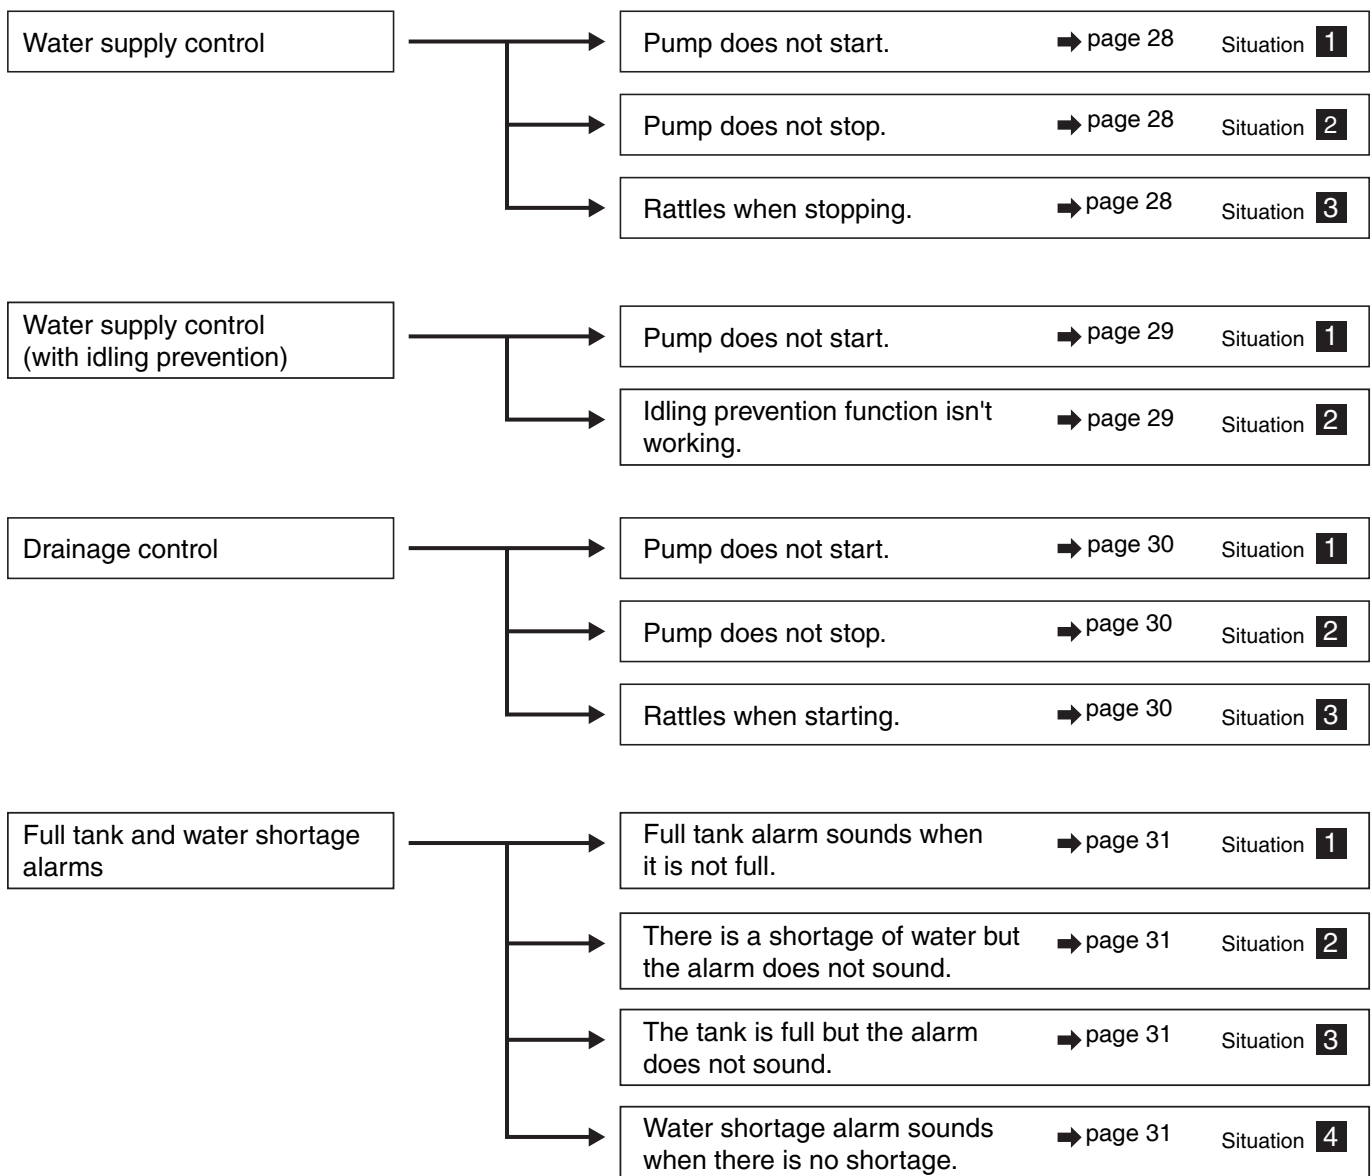 Water supply control
Pump does not start. ➡ page 28 Situation 1
Pump does not stop. ➡ page 28 Situation 2
Rattles when stopping. ➡ page 28 Situation 3
Water supply control
(with idling prevention)
Pump does not start. ➡ page 29 Situation 1
Idling prevention function isn't
working.
➡ page 29 Situation 2
Drainage control
Pump does not start. ➡ page 30 Situation 1
Pump does not stop. ➡ page 30 Situation 2
Rattles when starting. ➡ page 30 Situation 3
Full tank and water shortage
alarms
Full tank alarm sounds when
it is not full.
➡ page 31 Situation 1
There is a shortage of water but
the alarm does not sound.
➡ page 31 Situation 2
The tank is full but the alarm
does not sound.
➡ page 31 Situation 3
Water shortage alarm sounds
when there is no shortage.
➡ page 31 Situation 4